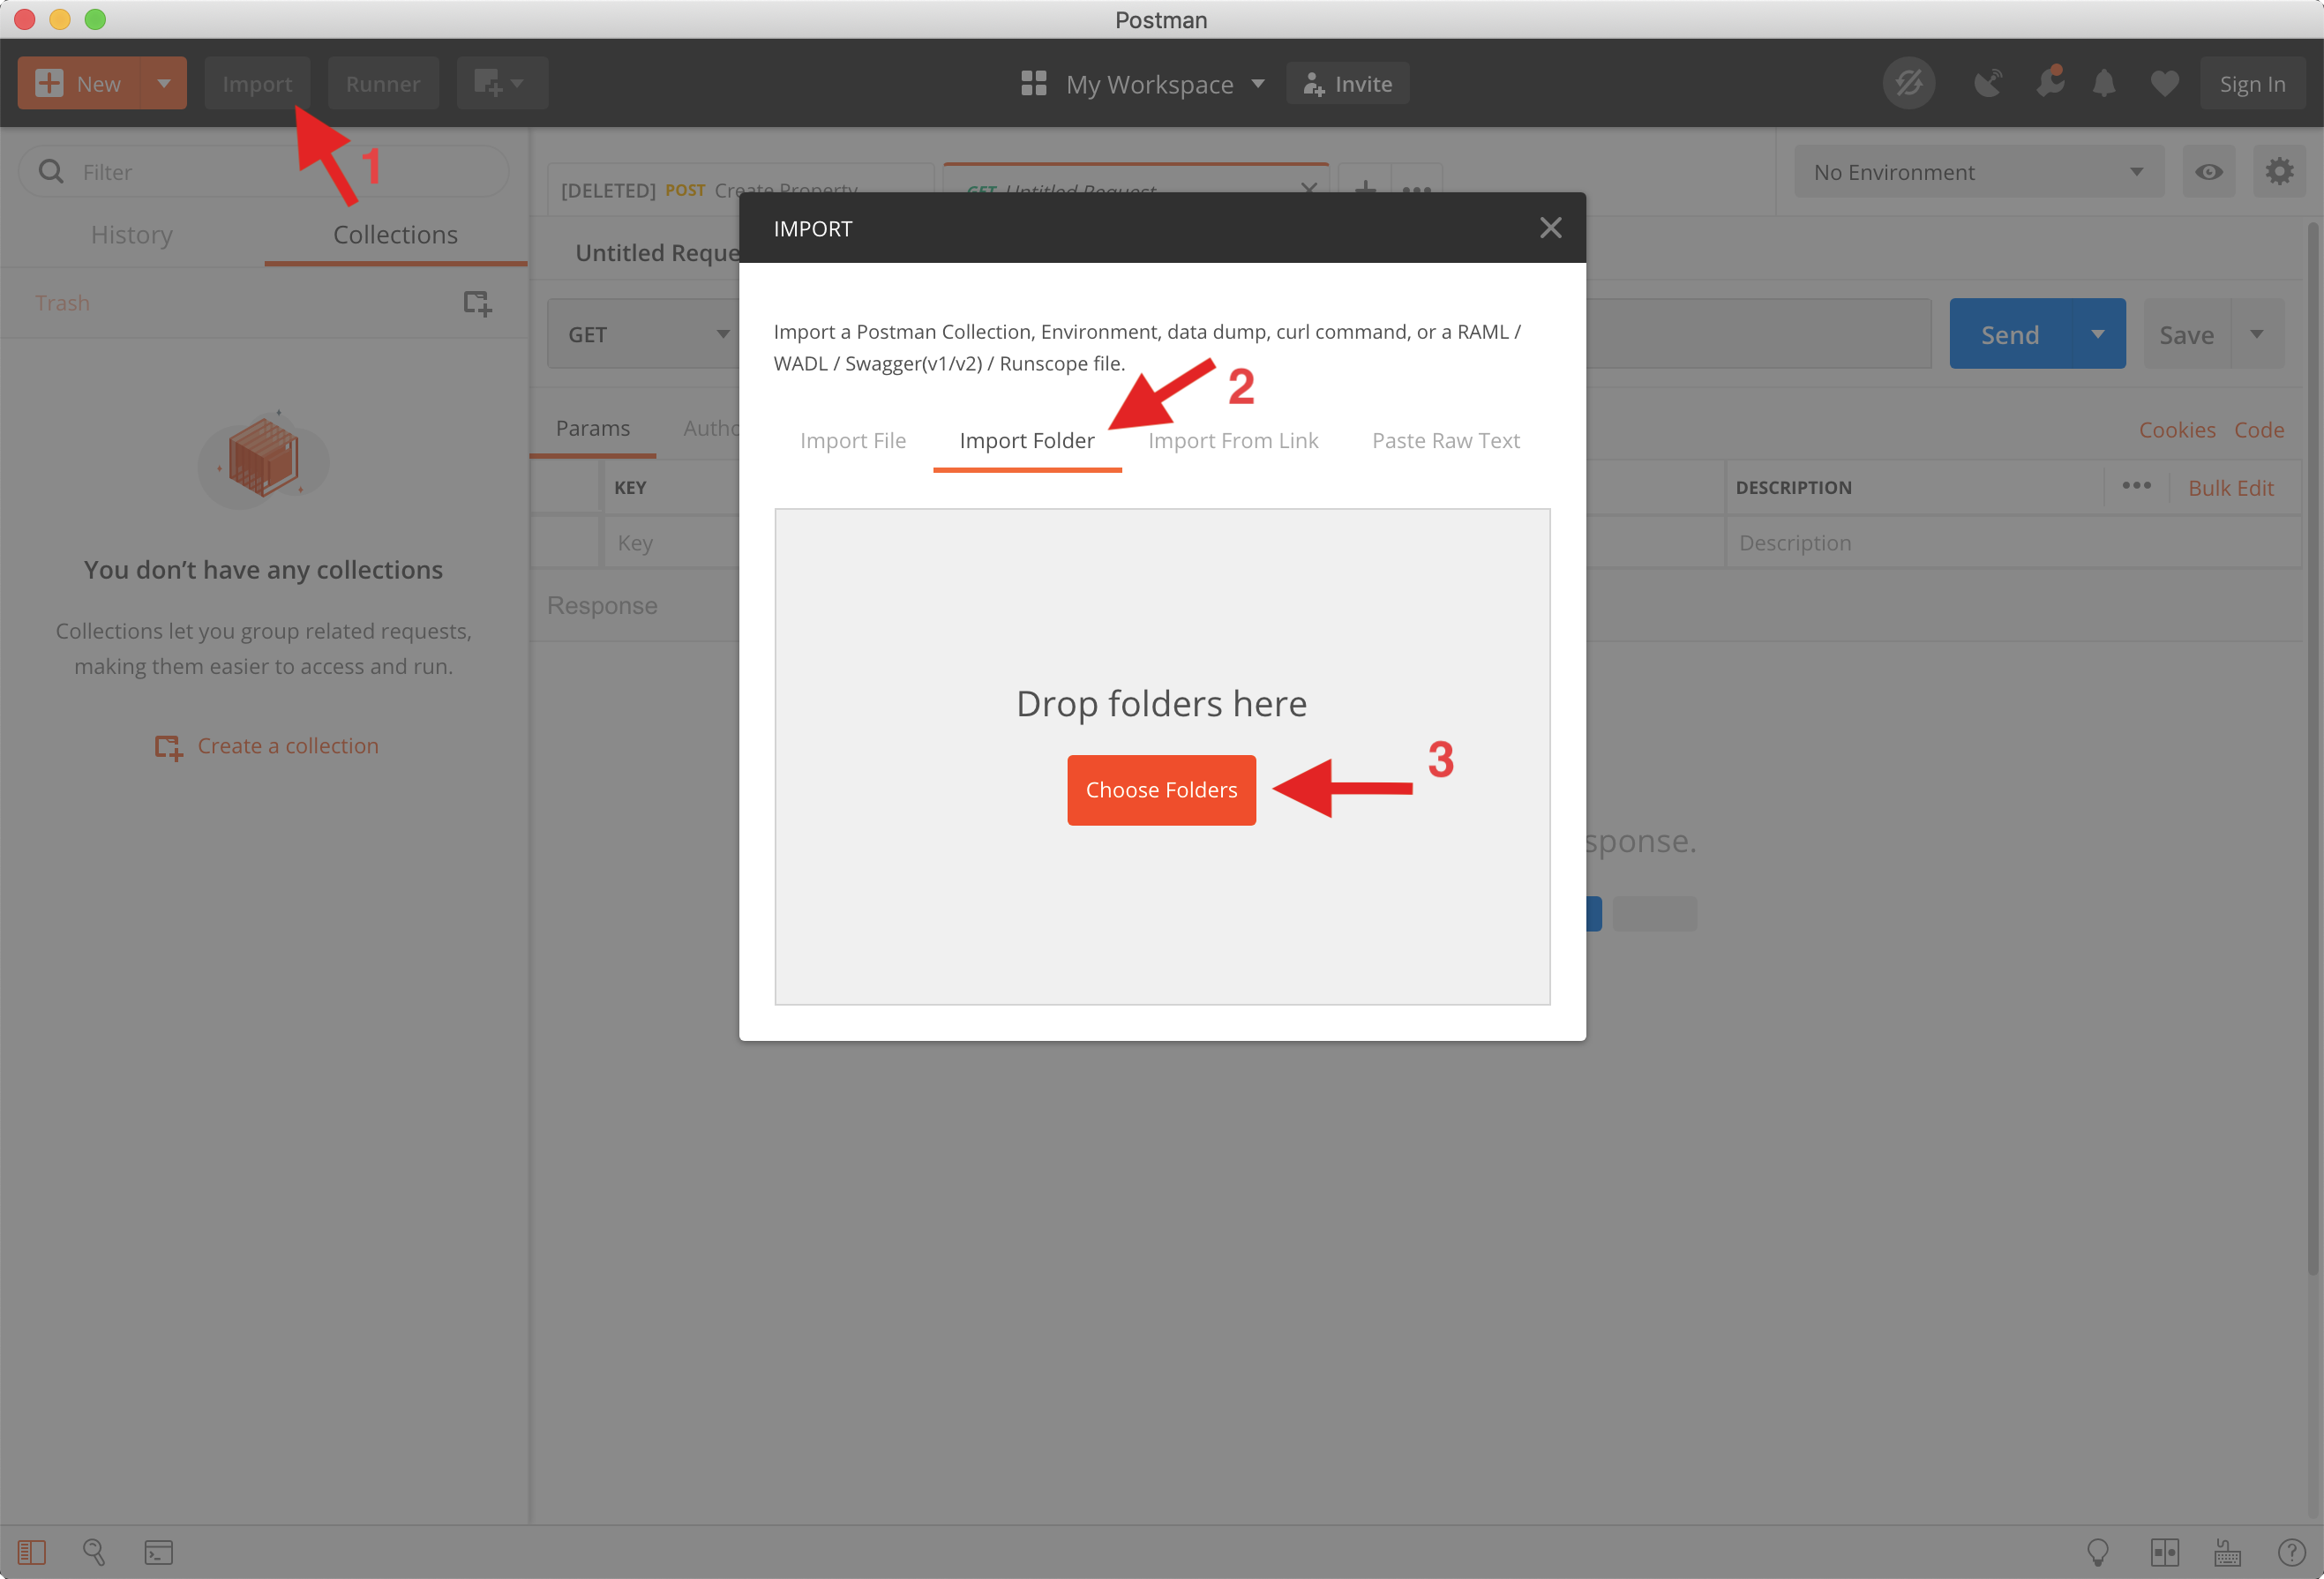 Postman
New
Import
Runner
My Workspace
Invite
Sign In
1
Filter
History
Collections
Trash
You don’t have any collections
Collections let you group related requests,
making them easier to access and run.
Create a collection
[DELETED] POST Create Property
GET Untitled Request
No Environment
Untitled Reque
GET
Send
Save
Params
Autho
Cookies
Code
KEY
DESCRIPTION
Bulk Edit
Key
Description
Response
IMPORT
Import a Postman Collection, Environment, data dump, curl command, or a RAML /
WADL / Swagger(v1/v2) / Runscope file.
2
Import File
Import Folder
Import From Link
Paste Raw Text
Drop folders here
Choose Folders
3
sponse.